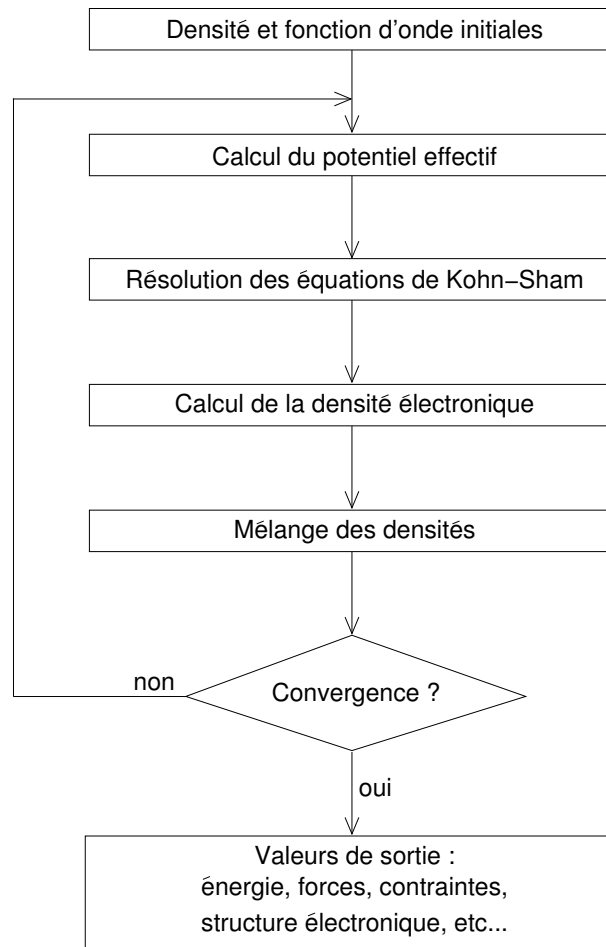 Densité et fonction d'onde initiales
Calcul du potentiel effectif
Résolution des équations de Kohn−Sham
Calcul de la densité électronique
Mélange des densités
Convergence ?
non
oui
Valeurs de sortie :
énergie, forces, contraintes,
structure électronique, etc...